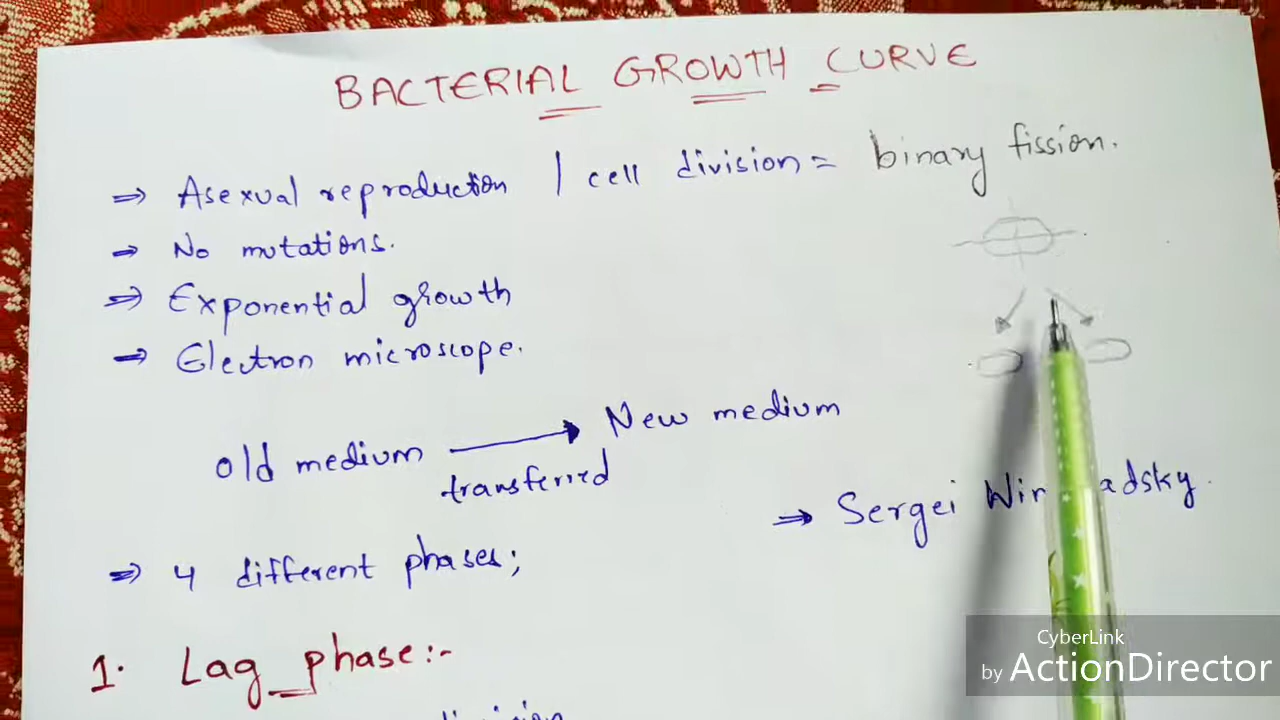 BACTERIAL GROWTH CURVE
⇒ Asexual reproduction / cell division = binary fission.
→ No mutations.
⇒ Exponential growth
→ Electron microscope.
old medium → New medium
transferred
⇒ Sergei
⇒ 4 different phases;
1. Lag phase:-
division
CyberLink
by ActionDirector